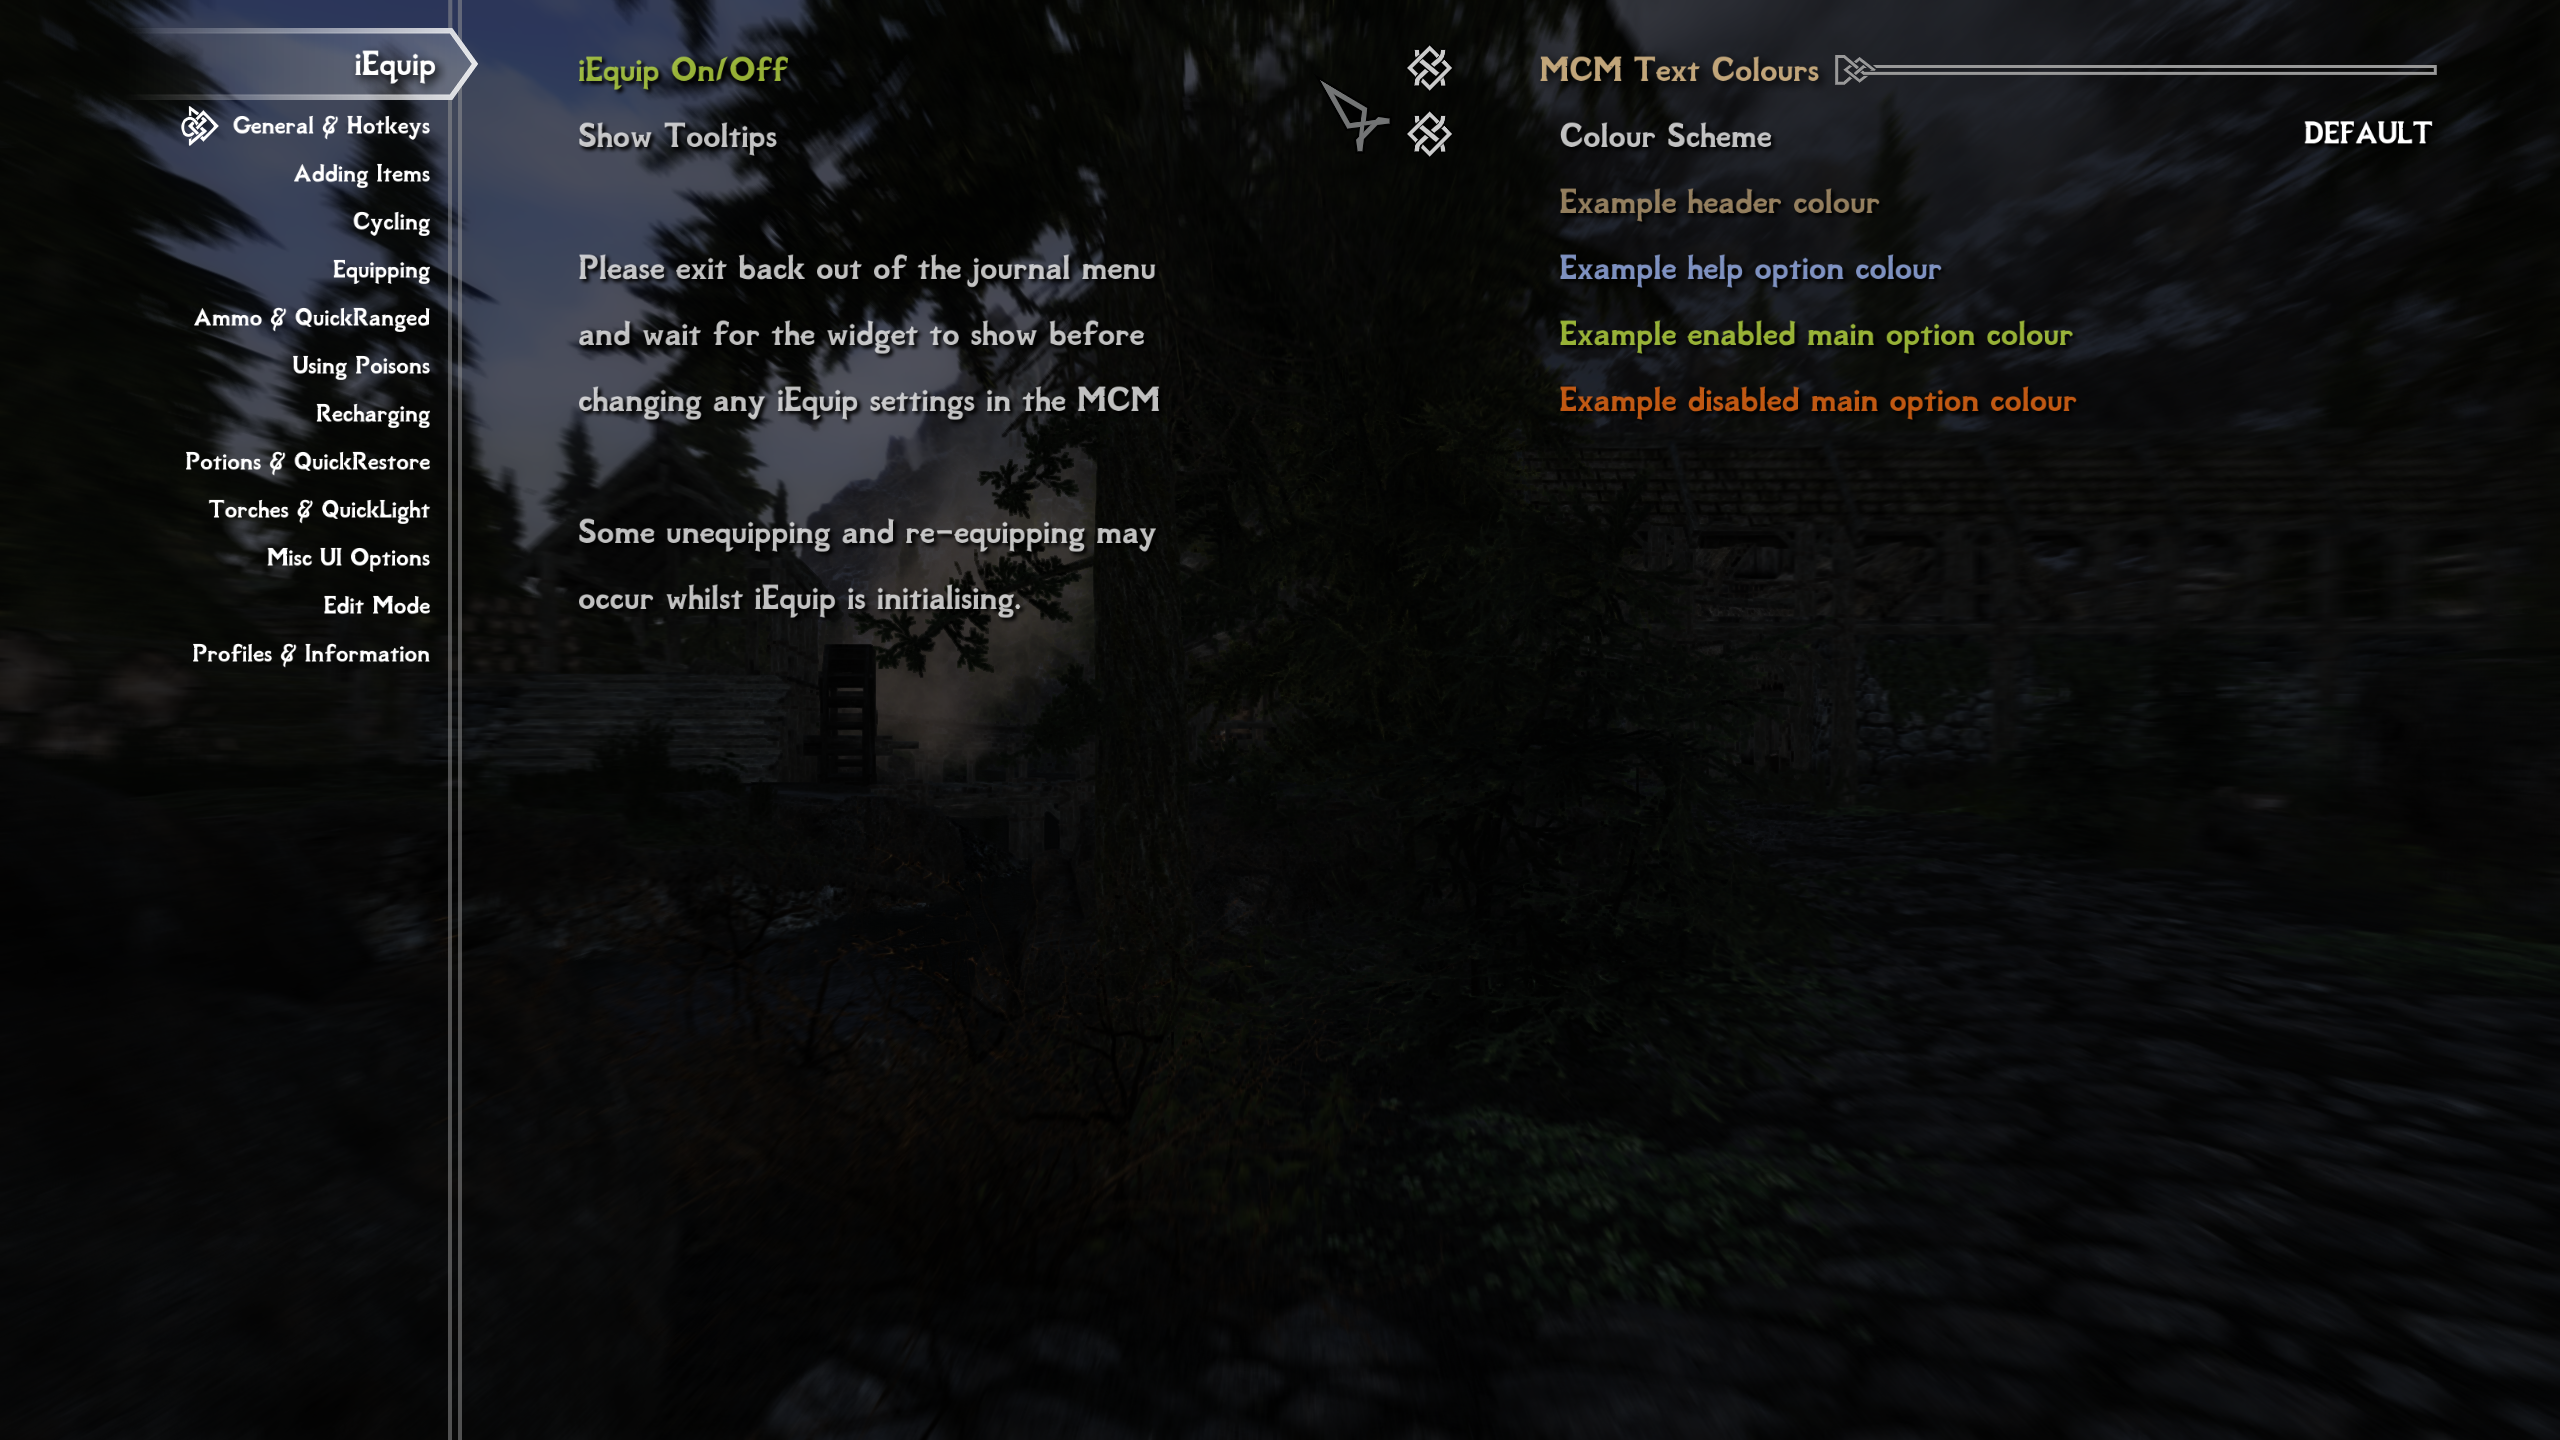 iEquip
General & Hotkeys
Adding Items
Cycling
Equipping
Ammo & QuickRanged
Using Poisons
Recharging
Potions & QuickRestore
Torches & QuickLight
Misc UI Options
Edit Mode
Profiles & Information
iEquip On/Off
Show Tooltips
Please exit back out of the journal menu
and wait for the widget to show before
changing any iEquip settings in the MCM
Some unequipping and re-equipping may
occur whilst iEquip is initialising.
MCM Text Colours
Colour Scheme DEFAULT
Example header colour
Example help option colour
Example enabled main option colour
Example disabled main option colour